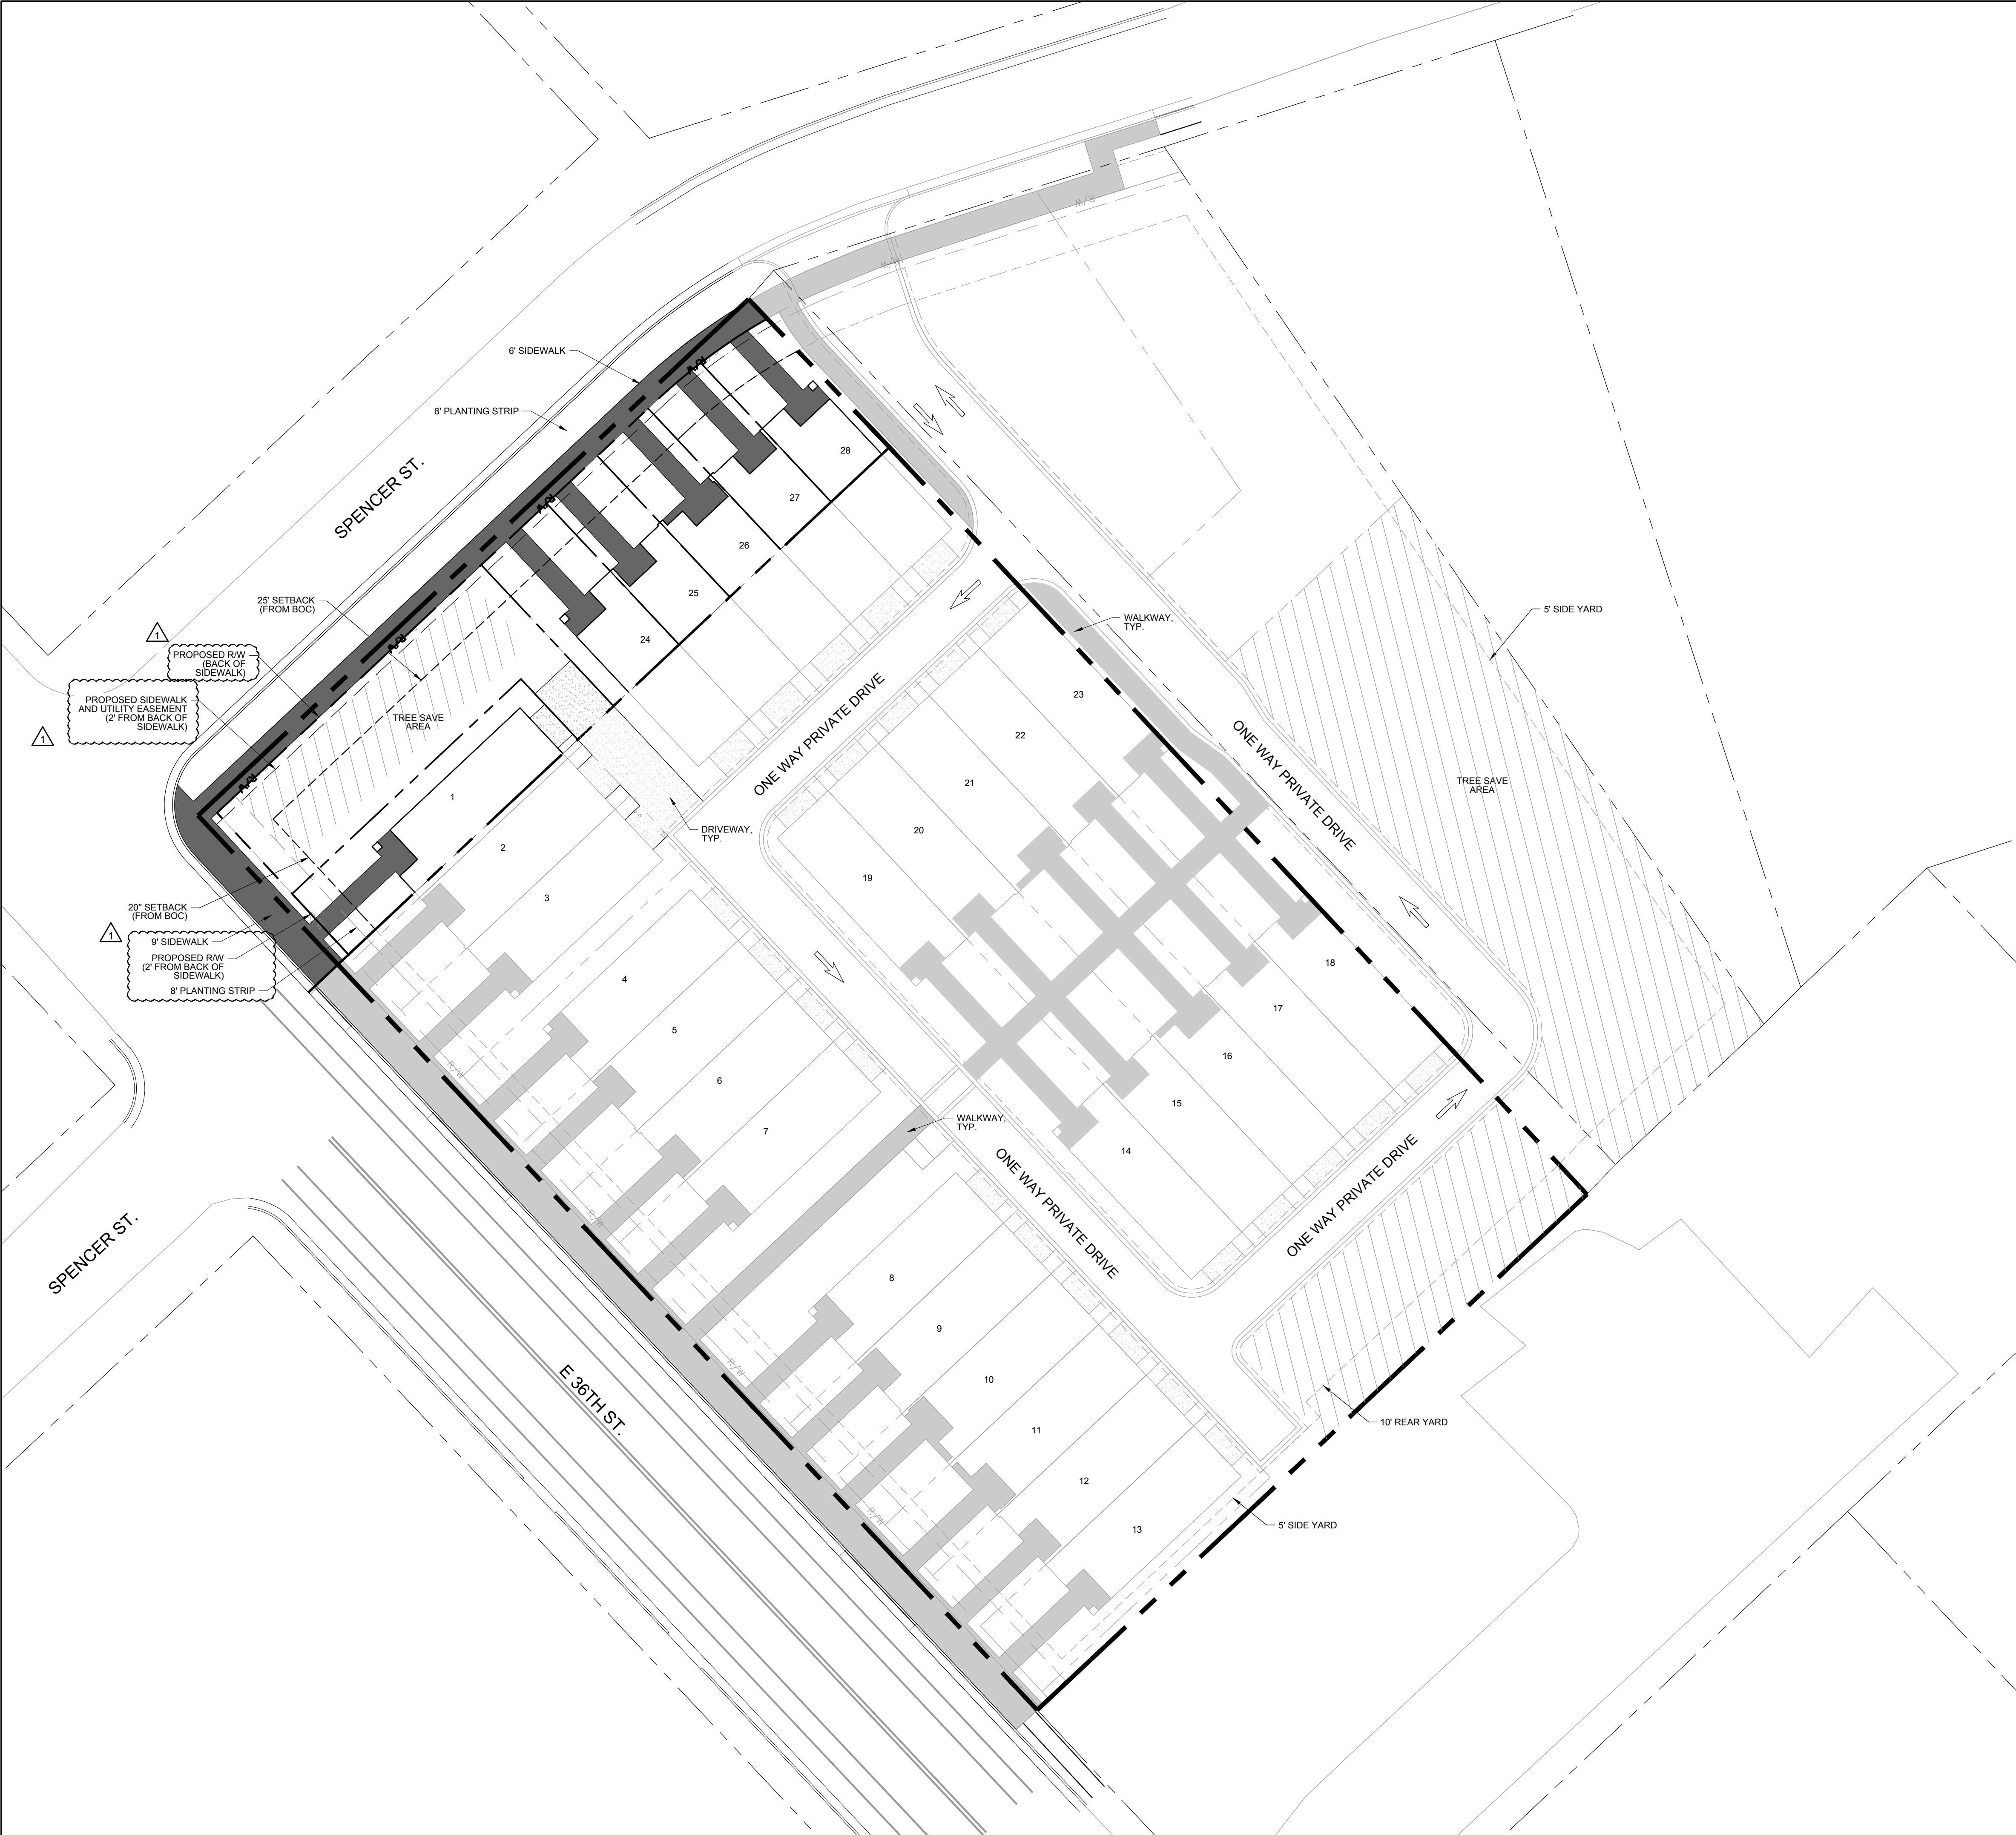 R/W
R/W
6' SIDEWALK
R/W
8' PLANTING STRIP
28
SPENCER ST.
27
R/W
26
25
25' SETBACK
(FROM BOC)
5' SIDE YARD
WALKWAY,
TYP.
1
24
R/W
PROPOSED R/W
(BACK OF
SIDEWALK)
23
PROPOSED SIDEWALK
AND UTILITY EASEMENT
(2' FROM BACK OF
SIDEWALK)
1
TREE SAVE
AREA
ONE WAY PRIVATE DRIVE
22
ONE WAY PRIVATE DRIVE
R/W
21
TREE SAVE
AREA
1
20
DRIVEWAY,
TYP.
2
19
3
20" SETBACK
(FROM BOC)
1
9' SIDEWALK
PROPOSED R/W
(2' FROM BACK OF
SIDEWALK)
8' PLANTING STRIP
18
4
17
5
16
R/W
6
15
WALKWAY,
TYP.
7
14
ONE WAY PRIVATE DRIVE
ONE WAY PRIVATE DRIVE
R/W
SPENCER ST.
8
9
R/W
10
E 36TH ST.
10' REAR YARD
11
12
R/W
13
5' SIDE YARD